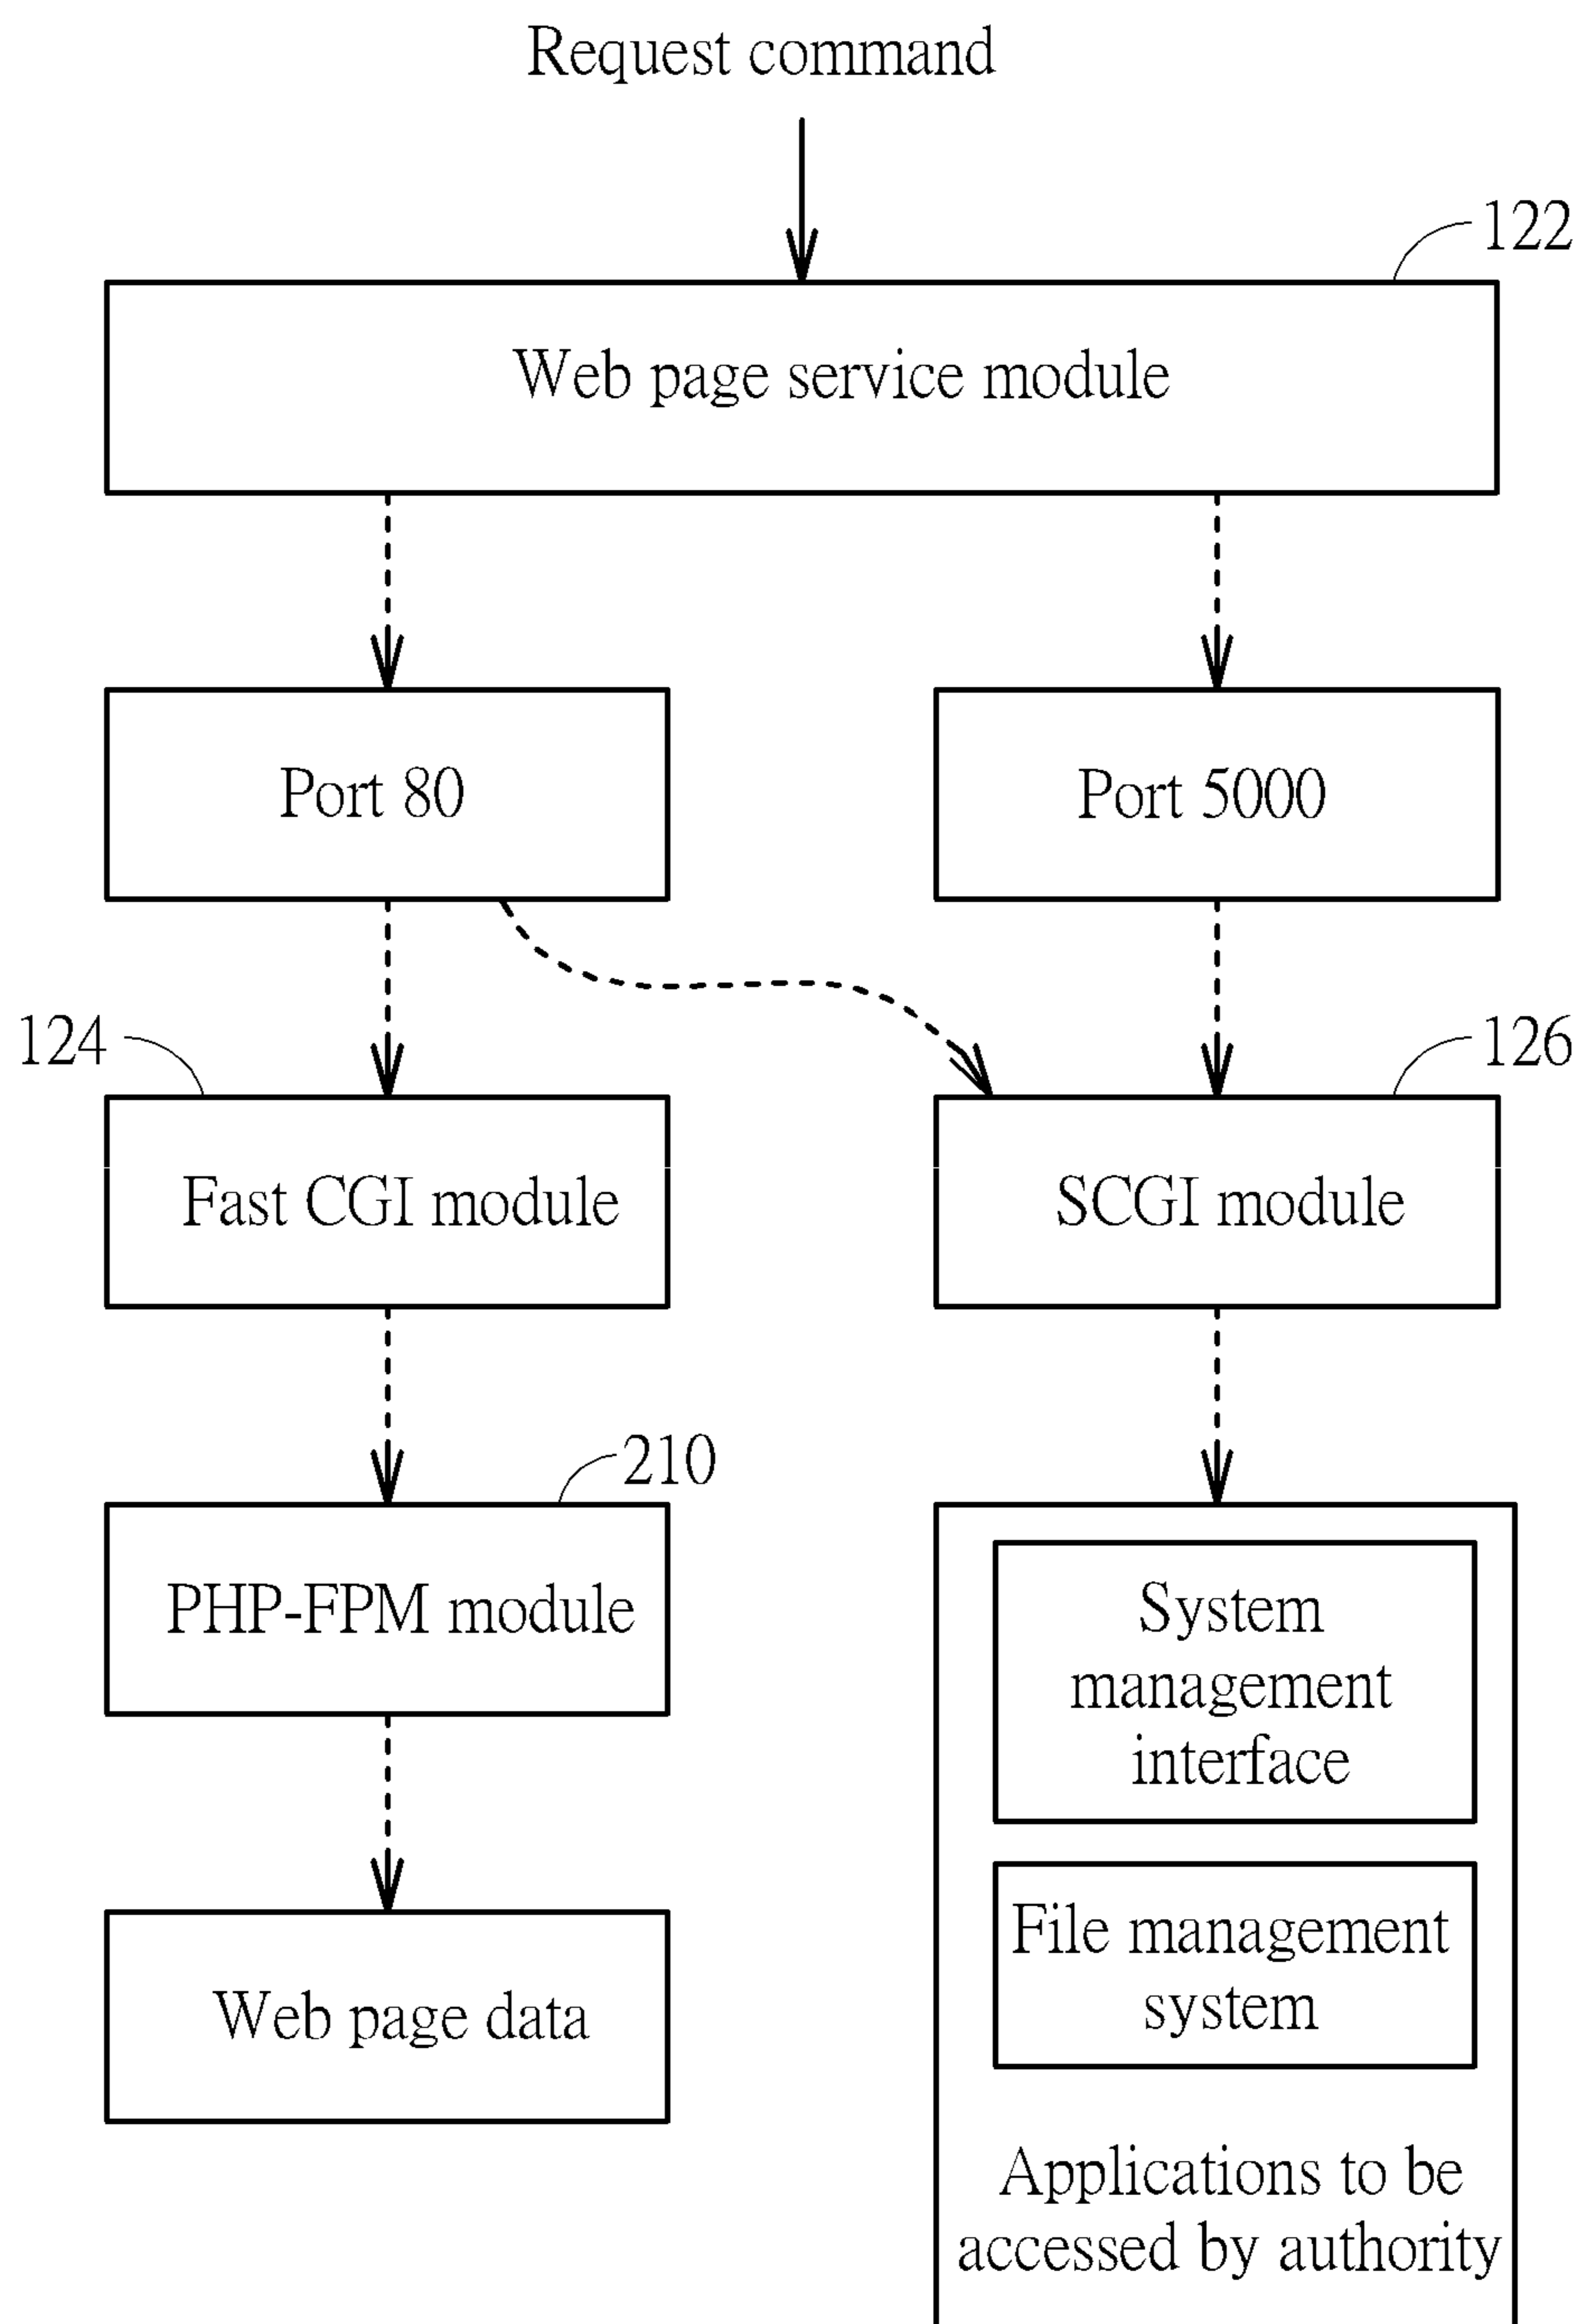 Request command
122
Web page service module
Port 80
Port 5000
124
126
Fast CGI module
SCGI module
210
PHP-FPM module
System
management
interface
File management
system
Web page data
Applications to be
accessed by authority